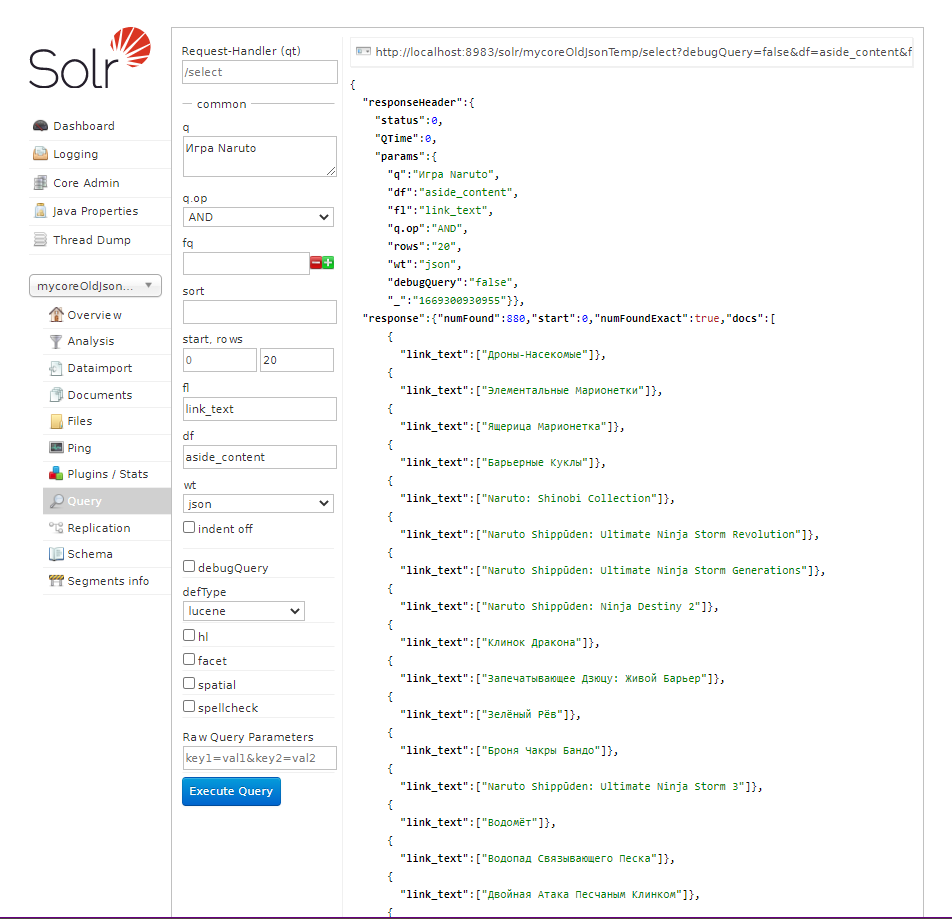 Solr
Dashboard
Logging
Core Admin
Java Properties
Thread Dump
mycoreOldJson...
Overview
Analysis
Dataimport
Documents
Files
Ping
Plugins / Stats
Query
Replication
Schema
Segments info
Request-Handler (qt)
/select
common
q
Игра Naruto
q.op
AND
fq
sort
start, rows
0 20
fl
link_text
df
aside_content
wt
json
indent off
debugQuery
defType
lucene
hl
facet
spatial
spellcheck
Raw Query Parameters
key1=val1&key2=val2
Execute Query
http://localhost:8983/solr/mycoreOldJsonTemp/select?debugQuery=false&df=aside_content&f
{
"responseHeader":{
"status":0,
"QTime":0,
"params":{
"q":"Игра Naruto",
"df":"aside_content",
"fl":"link_text",
"q.op":"AND",
"rows":"20",
"wt":"json",
"debugQuery":"false",
"_":"1669300930955"}},
"response":{"numFound":880,"start":0,"numFoundExact":true,"docs":[
{
"link_text":["Дроны-Насекомые"]},
{
"link_text":["Элементальные Марионетки"]},
{
"link_text":["Ящерица Марионетка"]},
{
"link_text":["Барьерные Куклы"]},
{
"link_text":["Naruto: Shinobi Collection"]},
{
"link_text":["Naruto Shippūden: Ultimate Ninja Storm Revolution"]},
{
"link_text":["Naruto Shippūden: Ultimate Ninja Storm Generations"]},
{
"link_text":["Naruto Shippūden: Ninja Destiny 2"]},
{
"link_text":["Клинок Дракона"]},
{
"link_text":["Запечатывающее Дзюцу: Живой Барьер"]},
{
"link_text":["Зелёный Рёв"]},
{
"link_text":["Броня Чакры Бандо"]},
{
"link_text":["Naruto Shippūden: Ultimate Ninja Storm 3"]},
{
"link_text":["Водомёт"]},
{
"link_text":["Водопад Связывающего Песка"]},
{
"link_text":["Двойная Атака Песчаным Клинком"]},
{